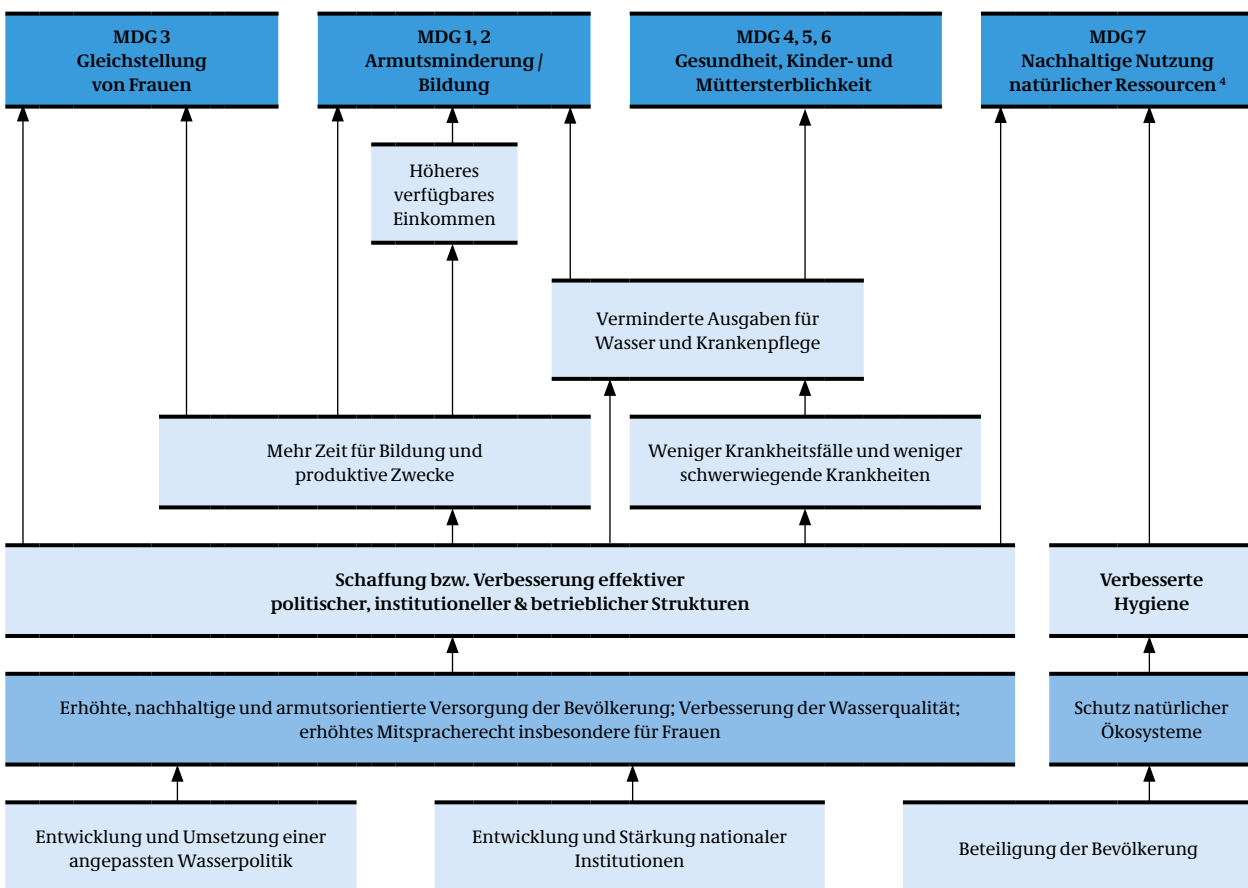 MDG 3
Gleichstellung
von Frauen
MDG 1, 2
Armutsminderung /
Bildung
MDG 4, 5, 6
Gesundheit, Kinder- und
Müttersterblichkeit
MDG 7
Nachhaltige Nutzung
natürlicher Ressourcen ⁴
Höheres
verfügbares
Einkommen
Verminderte Ausgaben für
Wasser und Krankenpflege
Mehr Zeit für Bildung und
produktive Zwecke
Weniger Krankheitsfälle und weniger
schwerwiegende Krankheiten
Schaffung bzw. Verbesserung effektiver
politischer, institutioneller & betrieblicher Strukturen
Verbesserte
Hygiene
Erhöhte, nachhaltige und armutsorientierte Versorgung der Bevölkerung; Verbesserung der Wasserqualität;
erhöhtes Mitspracherecht insbesondere für Frauen
Schutz natürlicher
Ökosysteme
Entwicklung und Umsetzung einer
angepassten Wasserpolitik
Entwicklung und Stärkung nationaler
Institutionen
Beteiligung der Bevölkerung